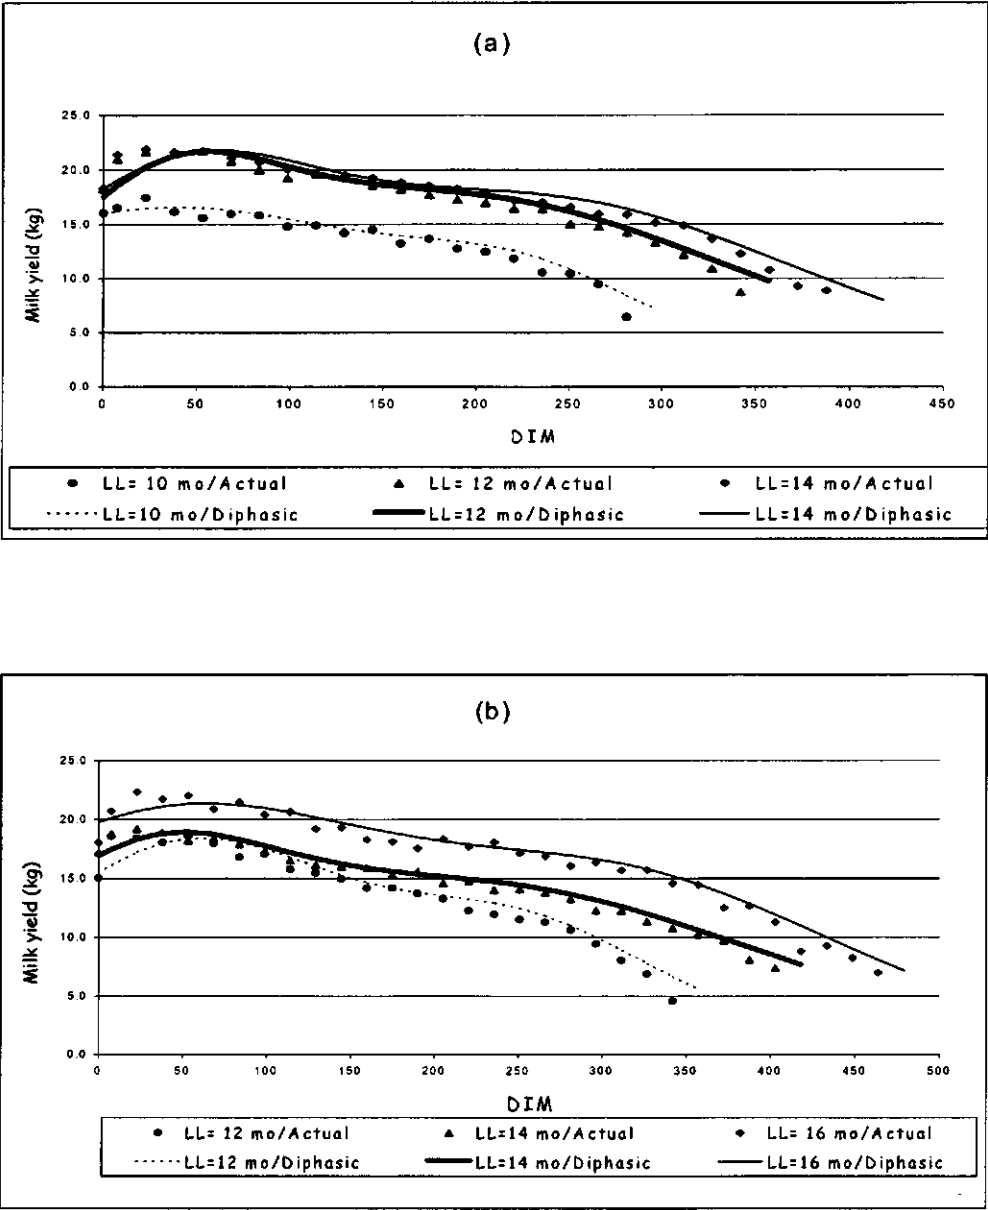 (a)
Milk yield (kg)
25.0
20.0
15.0
10.0
5.0
0.0
0 50 100 150 200 250 300 350 400 450
DIM
LL= 10 mo/Actual LL= 12 mo/Actual LL=14 mo/Actual
LL=10 mo/Diphasic LL=12 mo/Diphasic LL=14 mo/Diphasic
(b)
Milk yield (kg)
25.0
20.0
15.0
10.0
5.0
0.0
0 50 100 150 200 250 300 350 400 450 500
DIM
LL= 12 mo/Actual LL=14 mo/Actual LL= 16 mo/Actual
LL=12 mo/Diphasic LL=14 mo/Diphasic LL=16 mo/Diphasic